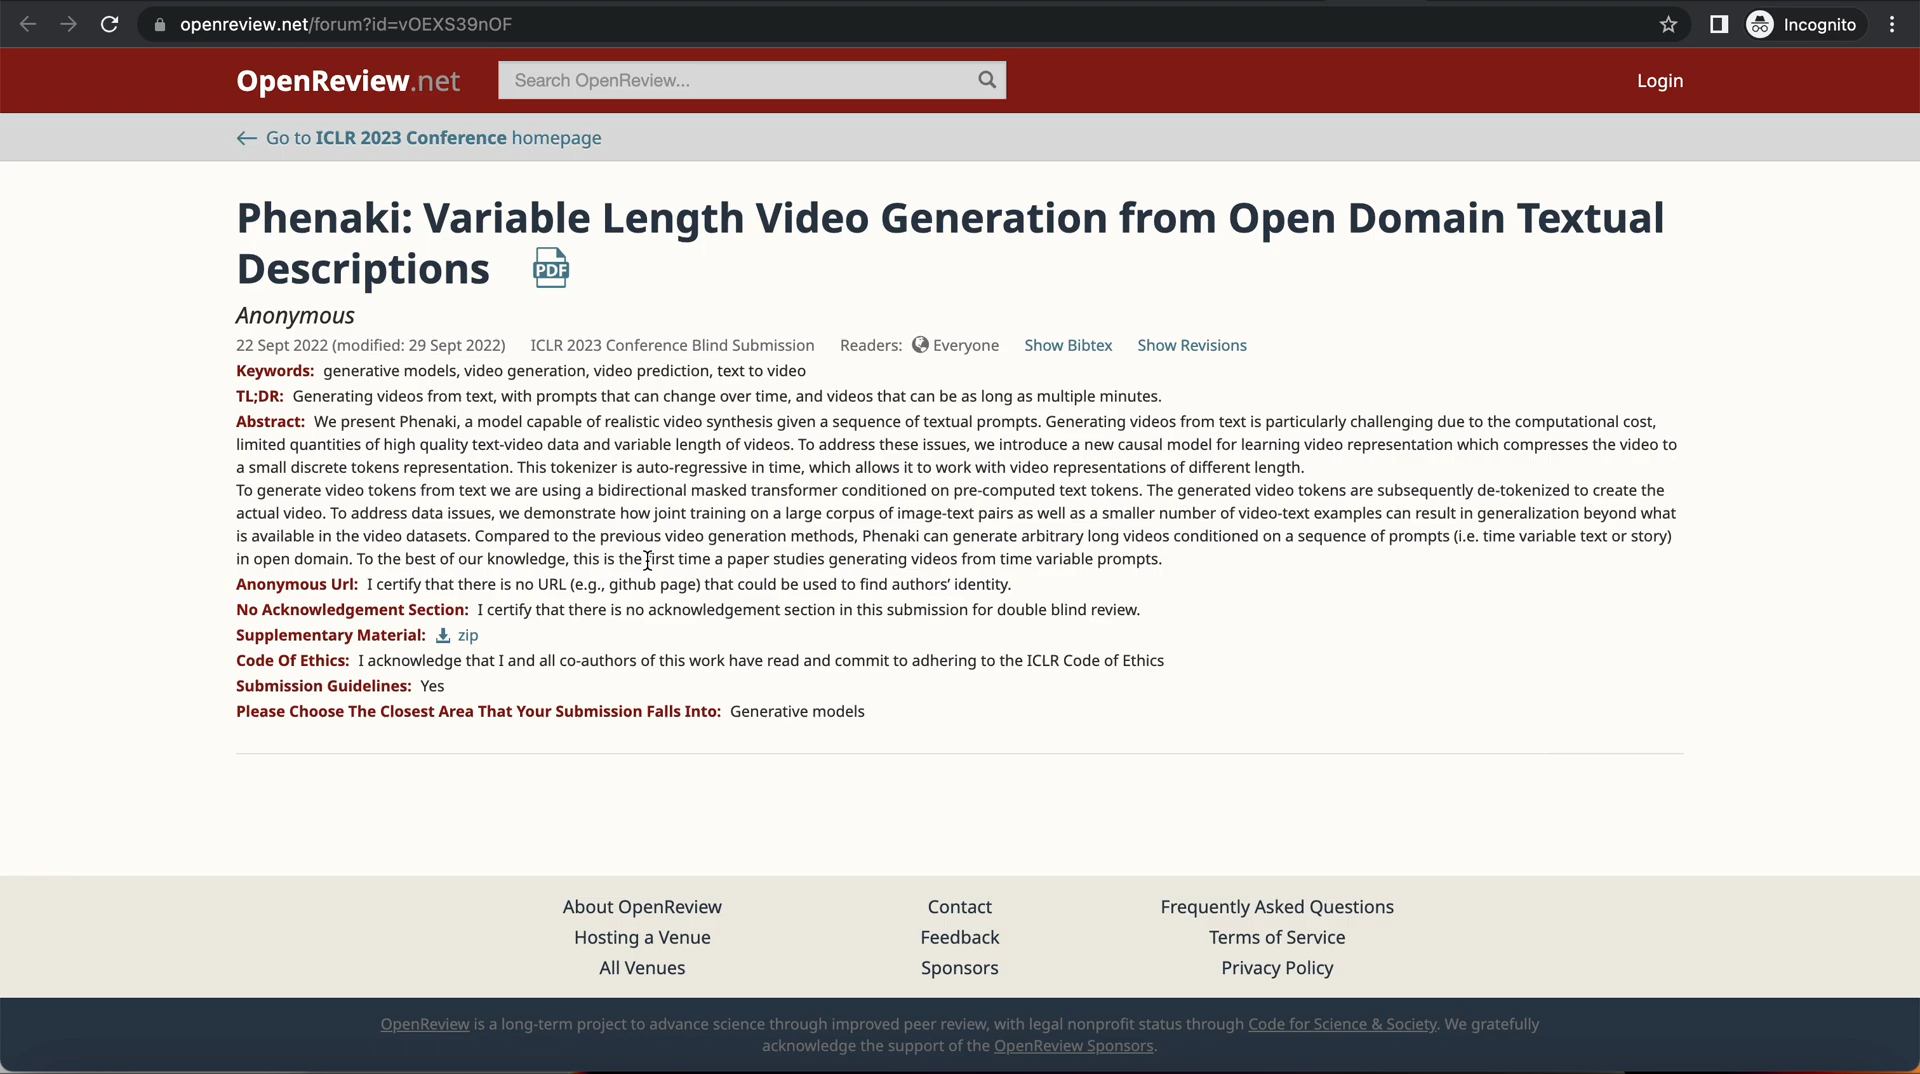 openreview.net/forum?id=vOEXS39nOF
Incognito
OpenReview.net
Search OpenReview...
Login
← Go to ICLR 2023 Conference homepage
Phenaki: Variable Length Video Generation from Open Domain Textual
Descriptions
PDF
Anonymous
22 Sept 2022 (modified: 29 Sept 2022) ICLR 2023 Conference Blind Submission Readers: Everyone Show Bibtex Show Revisions
Keywords: generative models, video generation, video prediction, text to video
TL;DR: Generating videos from text, with prompts that can change over time, and videos that can be as long as multiple minutes.
Abstract: We present Phenaki, a model capable of realistic video synthesis given a sequence of textual prompts. Generating videos from text is particularly challenging due to the computational cost,
limited quantities of high quality text-video data and variable length of videos. To address these issues, we introduce a new causal model for learning video representation which compresses the video to
a small discrete tokens representation. This tokenizer is auto-regressive in time, which allows it to work with video representations of different length.
To generate video tokens from text we are using a bidirectional masked transformer conditioned on pre-computed text tokens. The generated video tokens are subsequently de-tokenized to create the
actual video. To address data issues, we demonstrate how joint training on a large corpus of image-text pairs as well as a smaller number of video-text examples can result in generalization beyond what
is available in the video datasets. Compared to the previous video generation methods, Phenaki can generate arbitrary long videos conditioned on a sequence of prompts (i.e. time variable text or story)
in open domain. To the best of our knowledge, this is the first time a paper studies generating videos from time variable prompts.
Anonymous Url: I certify that there is no URL (e.g., github page) that could be used to find authors’ identity.
No Acknowledgement Section: I certify that there is no acknowledgement section in this submission for double blind review.
Supplementary Material: zip
Code Of Ethics: I acknowledge that I and all co-authors of this work have read and commit to adhering to the ICLR Code of Ethics
Submission Guidelines: Yes
Please Choose The Closest Area That Your Submission Falls Into: Generative models
About OpenReview
Hosting a Venue
All Venues
Contact
Feedback
Sponsors
Frequently Asked Questions
Terms of Service
Privacy Policy
OpenReview is a long-term project to advance science through improved peer review, with legal nonprofit status through Code for Science & Society. We gratefully
acknowledge the support of the OpenReview Sponsors.